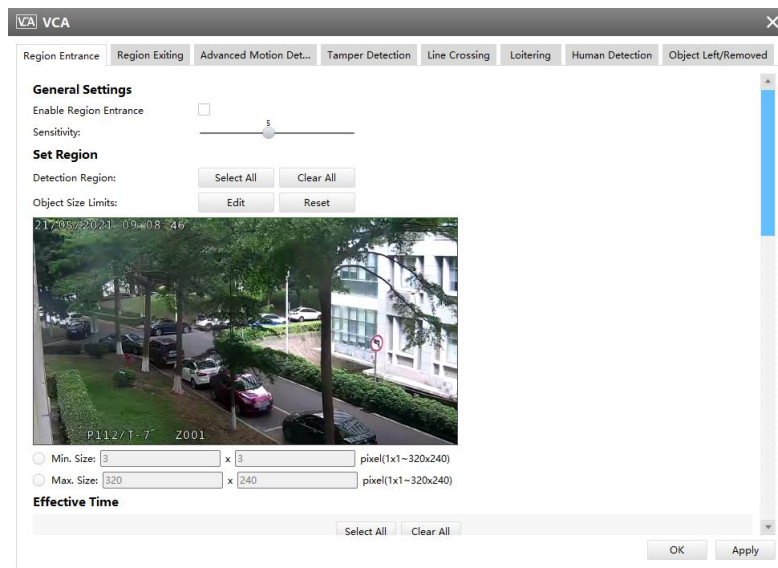 VCA VCA
Region Entrance Region Exiting Advanced Motion Det... Tamper Detection Line Crossing Loitering Human Detection Object Left/Removed
General Settings
Enable Region Entrance
5
Sensitivity:
Set Region
Detection Region: Select All Clear All
Object Size Limits: Edit Reset
21/05/2021 09:08:46
P112/T-7 Z001
Min. Size: 3 x 3 pixel(1x1~320x240)
Max. Size: 320 x 240 pixel(1x1~320x240)
Effective Time
Select All Clear All
OK Apply